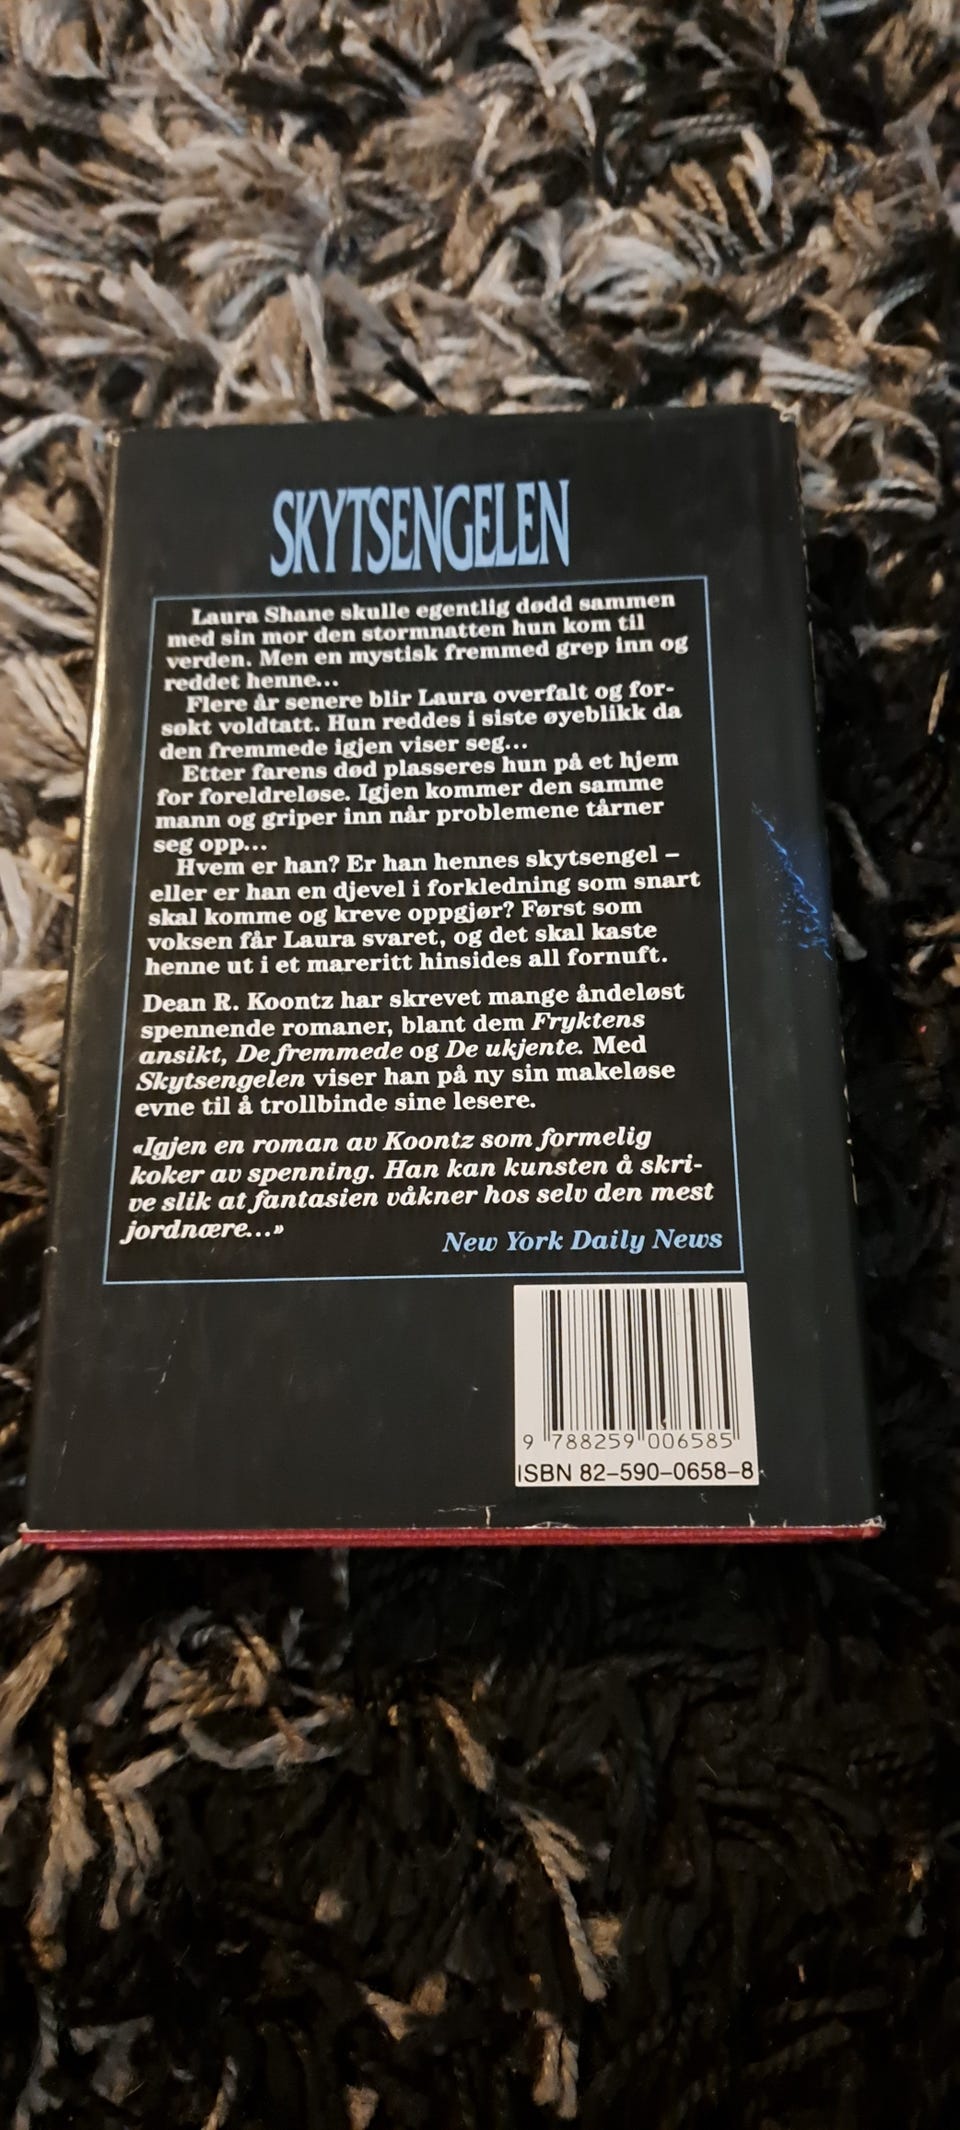 SKYTSENGELEN
Laura Shane skulle egentlig dødd sammen
med sin mor den stormnatten hun kom til
verden. Men en mystisk fremmed grep inn og
reddet henne...
Flere år senere blir Laura overfalt og for-
søkt voldtatt. Hun reddes i siste øyeblikk da
den fremmede igjen viser seg...
Etter farens død plasseres hun på et hjem
for foreldreløse. Igjen kommer den samme
mann og griper inn når problemene tårner
seg opp...
Hvem er han? Er han hennes skytsengel –
eller er han en djevel i forkledning som snart
skal komme og kreve oppgjør? Først som
voksen får Laura svaret, og det skal kaste
henne ut i et mareritt hinsides all fornuft.
Dean R. Koontz har skrevet mange åndeløst
spennende romaner, blant dem Fryktens
ansikt, De fremmede og De ukjente. Med
Skytsengelen viser han på ny sin makeløse
evne til å trollbinde sine lesere.
«Igjen en roman av Koontz som formelig
koker av spenning. Han kan kunsten å skri-
ve slik at fantasien våkner hos selv den mest
jordnære...»
New York Daily News
9 788259 006585
ISBN 82–590–0658–8